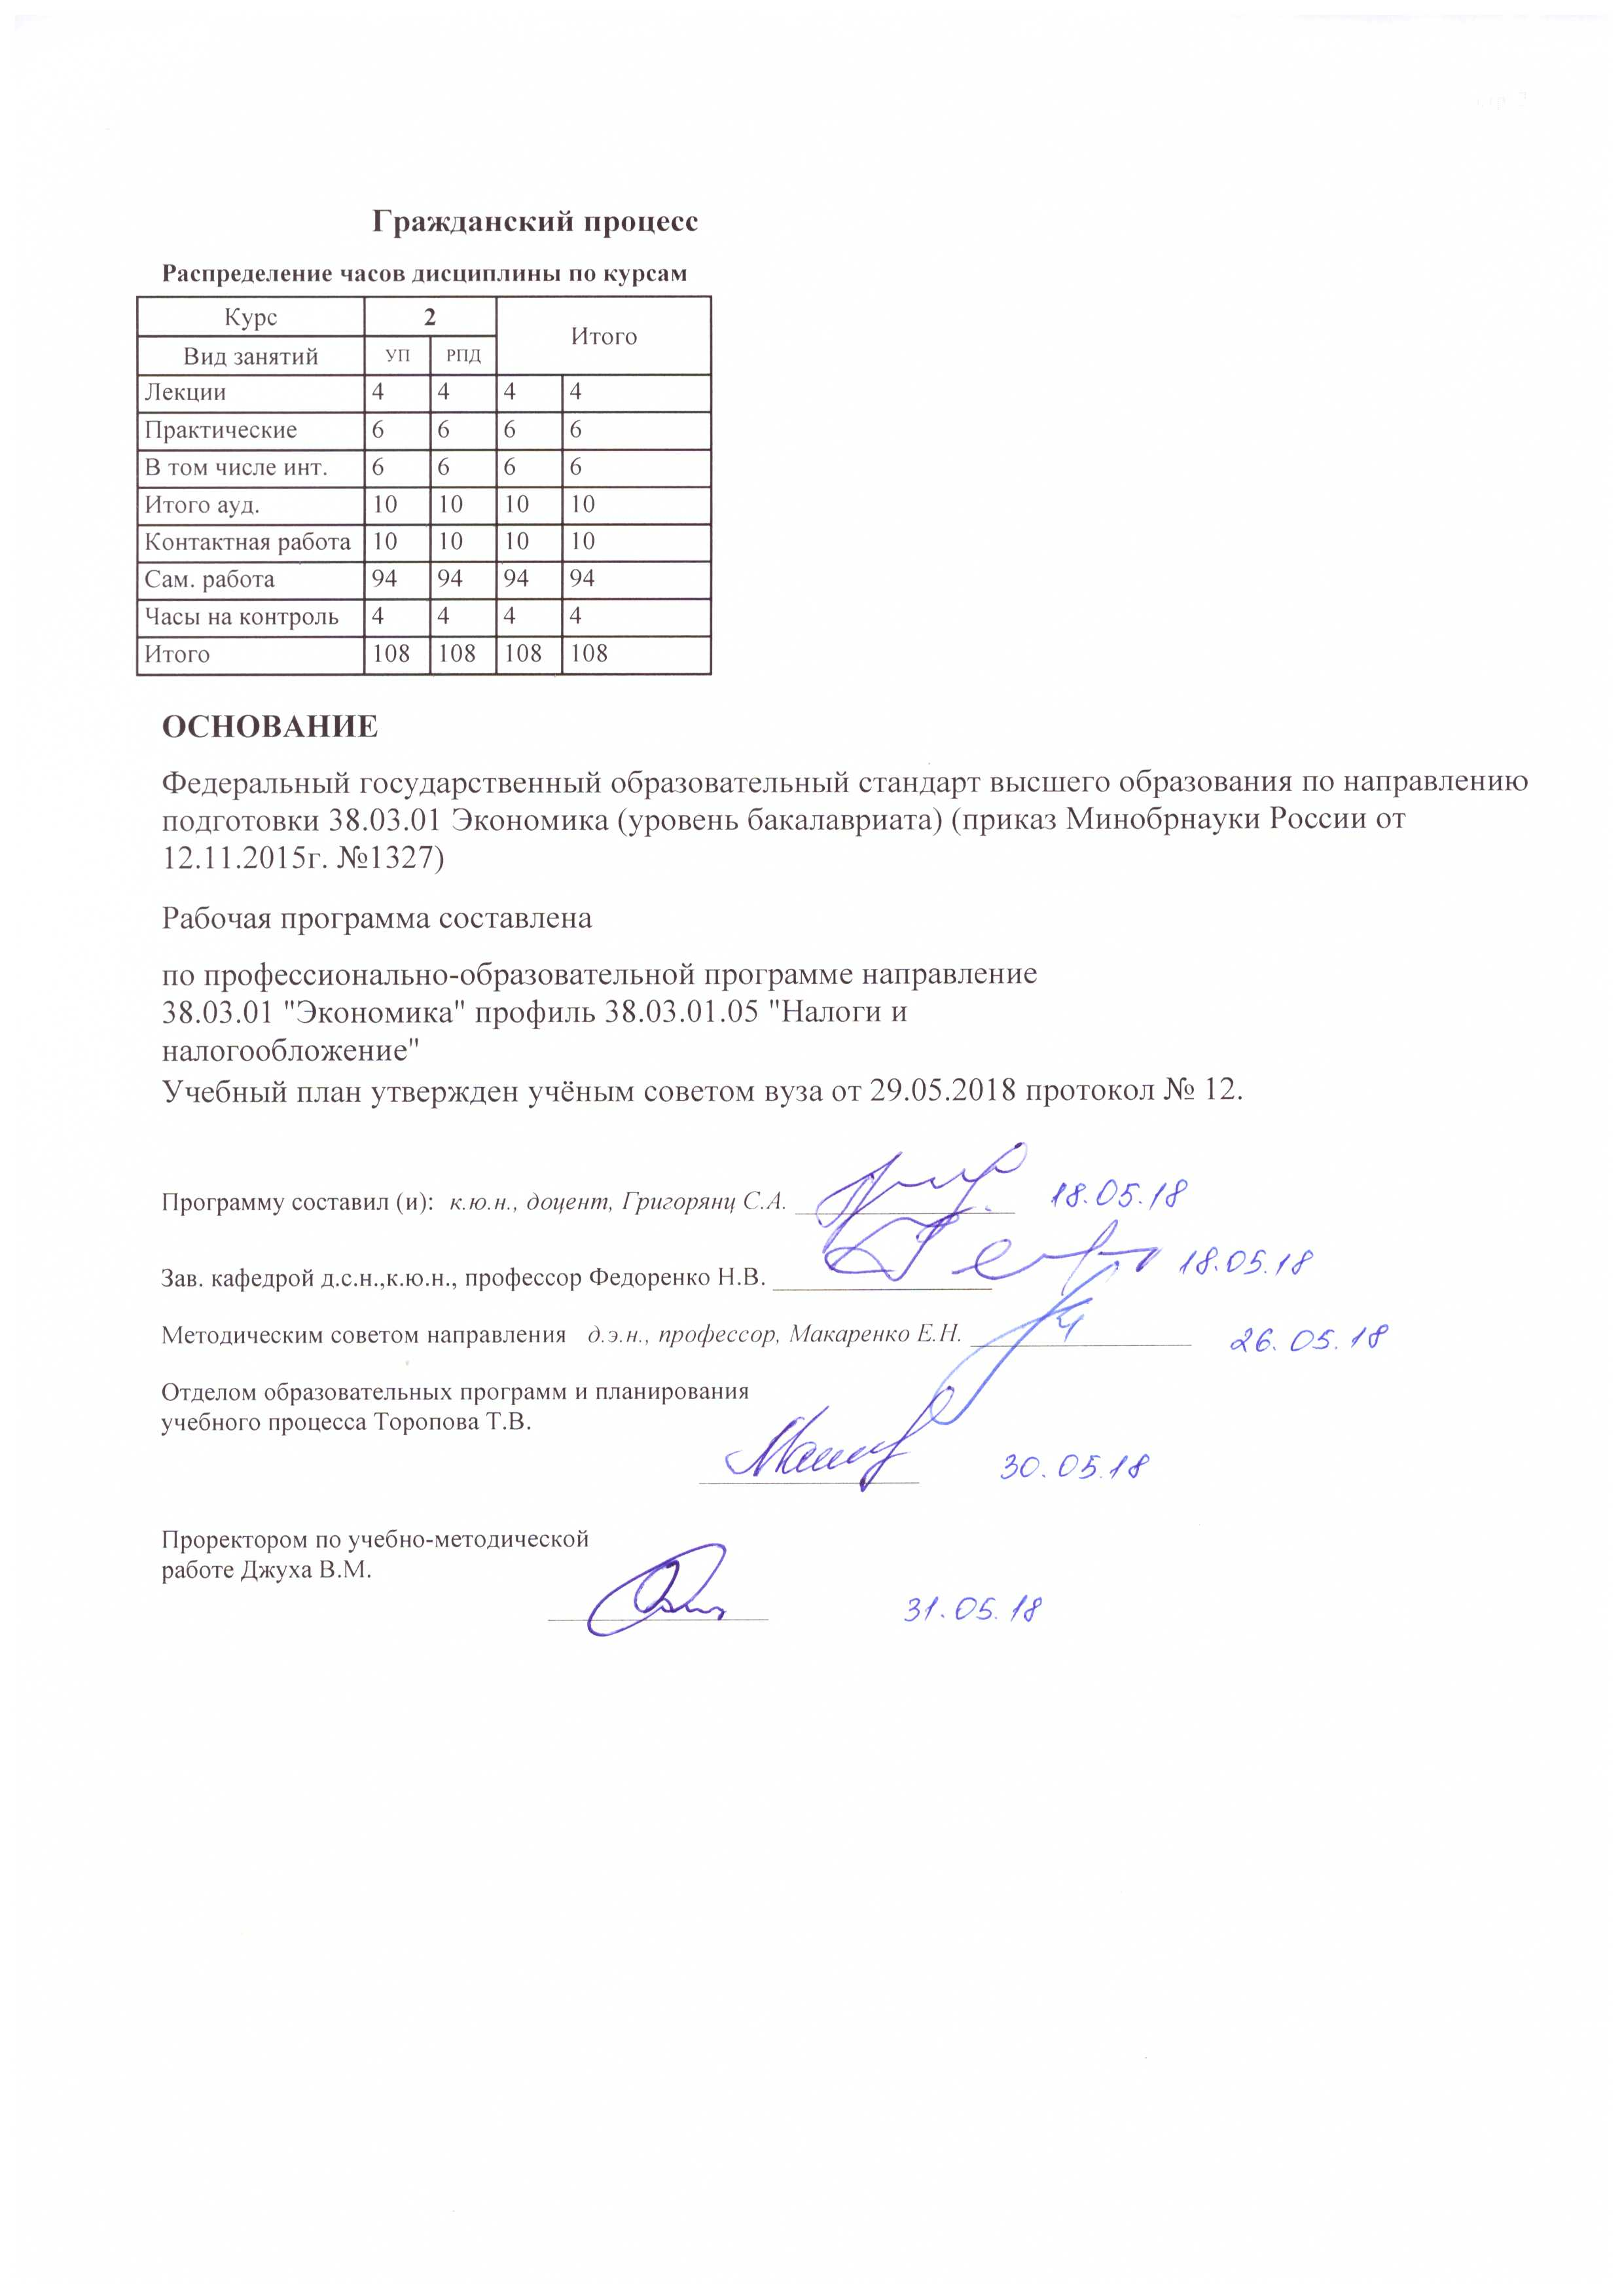 Гражданский процесс
Распределение часов дисциплины по курсам
Курс 2 Итого
Вид занятий УП РПД
Лекции 4 4 4 4
Практические 6 6 6 6
В том числе инт. 6 6 6 6
Итого ауд. 10 10 10 10
Контактная работа 10 10 10 10
Сам. работа 94 94 94 94
Часы на контроль 4 4 4 4
Итого 108 108 108 108
ОСНОВАНИЕ
Федеральный государственный образовательный стандарт высшего образования по направлению
подготовки 38.03.01 Экономика (уровень бакалавриата) (приказ Минобрнауки России от
12.11.2015г. №1327)
Рабочая программа составлена
по профессионально-образовательной программе направление
38.03.01 "Экономика" профиль 38.03.01.05 "Налоги и
налогообложение"
Учебный план утвержден учёным советом вуза от 29.05.2018 протокол № 12.
Программу составил (и): к.ю.н., доцент, Григорянц С.А. 18.05.18
Зав. кафедрой д.с.н.,к.ю.н., профессор Федоренко Н.В. 18.05.18
Методическим советом направления д.э.н., профессор, Макаренко Е.Н. 26.05.18
Отделом образовательных программ и планирования
учебного процесса Торопова Т.В.
30.05.18
Проректором по учебно-методической
работе Джуха В.М.
31.05.18